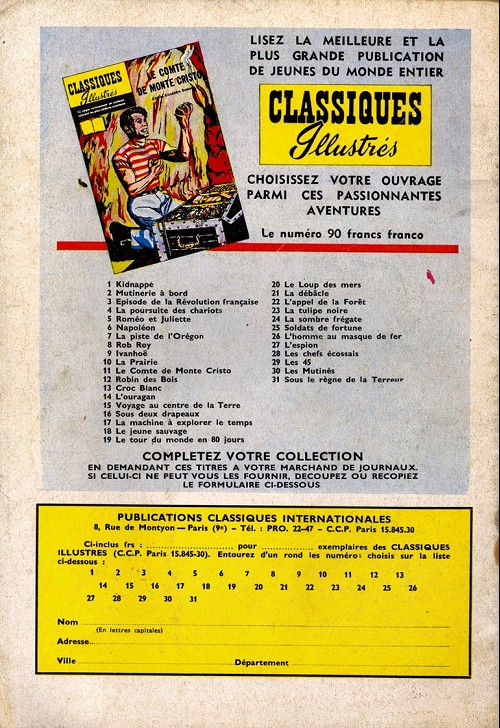 LISEZ LA MEILLEURE ET LA
PLUS GRANDE PUBLICATION
DE JEUNES DU MONDE ENTIER
CLASSIQUES
Illustrés
LE COMTE
DE MONTE CRISTO
CLASSIQUES
Illustrés
CHOISISSEZ VOTRE OUVRAGE
PARMI CES PASSIONNANTES
AVENTURES
Le numéro 90 francs franco
1 Kidnappé
2 Mutinerie à bord
3 Episode de la Révolution française
4 La poursuite des chariots
5 Roméo et Juliette
6 Napoléon
7 La piste de l'Orégon
8 Rob Roy
9 Ivanhoë
10 La Prairie
11 Le Comte de Monte Cristo
12 Robin des Bois
13 Croc Blanc
14 L'ouragan
15 Voyage au centre de la Terre
16 Sous deux drapeaux
17 La machine à explorer le temps
18 Le jeune sauvage
19 Le tour du monde en 80 jours
20 Le Loup des mers
21 La débâcle
22 L'appel de la Forêt
23 La tulipe noire
24 La sombre frégate
25 Soldats de fortune
26 L'homme au masque de fer
27 L'espion
28 Les chefs écossais
29 Les 45
30 Les Mutinés
31 Sous le règne de la Terreur
COMPLETEZ VOTRE COLLECTION
EN DEMANDANT CES TITRES A VOTRE MARCHAND DE JOURNAUX.
SI CELUI-CI NE PEUT VOUS LES FOURNIR, DECOUPEZ OU RECOPIEZ
LE FORMULAIRE CI-DESSOUS
PUBLICATIONS CLASSIQUES INTERNATIONALES
8, Rue de Montyon — Paris (9e) - Tél. : PRO. 22-47 - C.C.P. Paris 15.845.30
Ci-inclus frs : ........................ pour .............. exemplaires des CLASSIQUES
ILLUSTRES (C.C.P. Paris 15.845-30). Entourez d'un rond les numéro: choisis sur la liste
ci-dessous :
1 2 3 4 5 6 7 8 9 10 11 12 13
14 15 16 17 18 19 20 21 22 23 24 25 26
27 28 29 30 31
Nom
(En lettres capitales)
Adresse
Ville Département